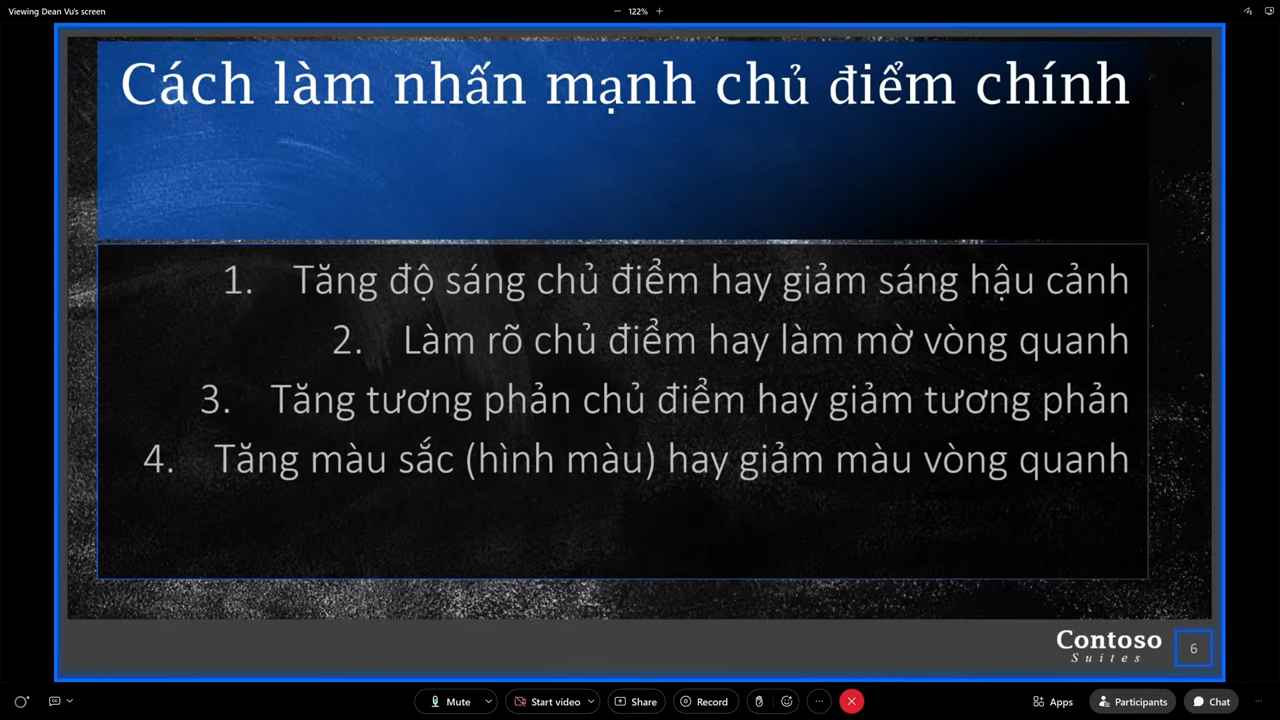 Viewing Dean Vu's screen
122%
Cách làm nhấn mạnh chủ điểm chính
1. Tăng độ sáng chủ điểm hay giảm sáng hậu cảnh
2. Làm rõ chủ điểm hay làm mờ vòng quanh
3. Tăng tương phản chủ điểm hay giảm tương phản
4. Tăng màu sắc (hình màu) hay giảm màu vòng quanh
Contoso
Suites
6
Mute
Start video
Share
Record
Apps
Participants
Chat